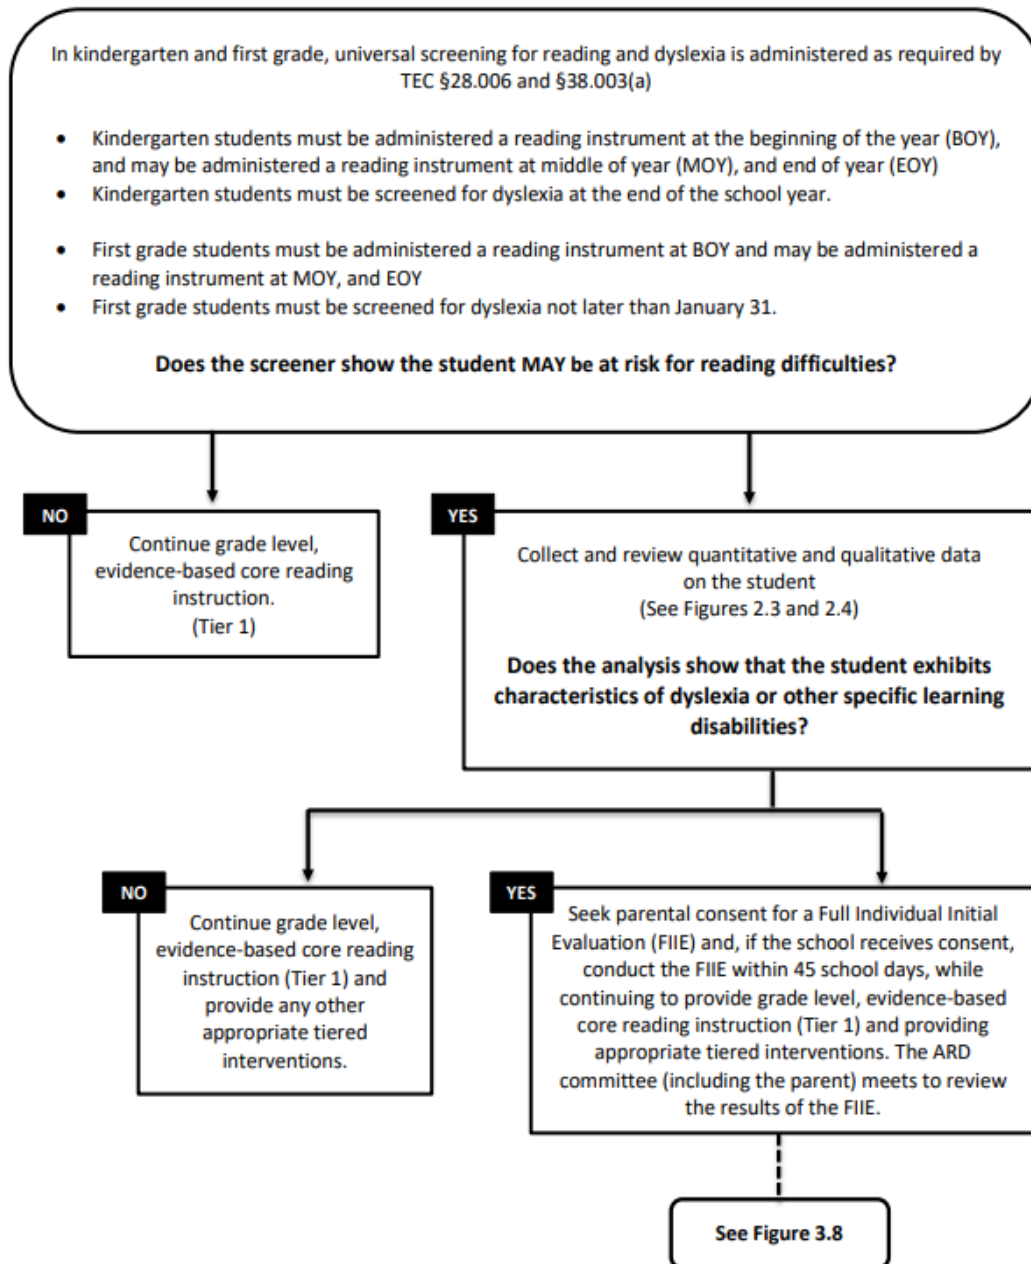 In kindergarten and first grade, universal screening for reading and dyslexia is administered as required by
TEC §28.006 and §38.003(a)
• Kindergarten students must be administered a reading instrument at the beginning of the year (BOY),
and may be administered a reading instrument at middle of year (MOY), and end of year (EOY)
• Kindergarten students must be screened for dyslexia at the end of the school year.
• First grade students must be administered a reading instrument at BOY and may be administered a
reading instrument at MOY, and EOY
• First grade students must be screened for dyslexia not later than January 31.
Does the screener show the student MAY be at risk for reading difficulties?
NO
Continue grade level,
evidence-based core reading
instruction.
(Tier 1)
YES
Collect and review quantitative and qualitative data
on the student
(See Figures 2.3 and 2.4)
Does the analysis show that the student exhibits
characteristics of dyslexia or other specific learning
disabilities?
NO
Continue grade level,
evidence-based core reading
instruction (Tier 1) and
provide any other
appropriate tiered
interventions.
YES
Seek parental consent for a Full Individual Initial
Evaluation (FIIE) and, if the school receives consent,
conduct the FIIE within 45 school days, while
continuing to provide grade level, evidence-based
core reading instruction (Tier 1) and providing
appropriate tiered interventions. The ARD
committee (including the parent) meets to review
the results of the FIIE.
See Figure 3.8